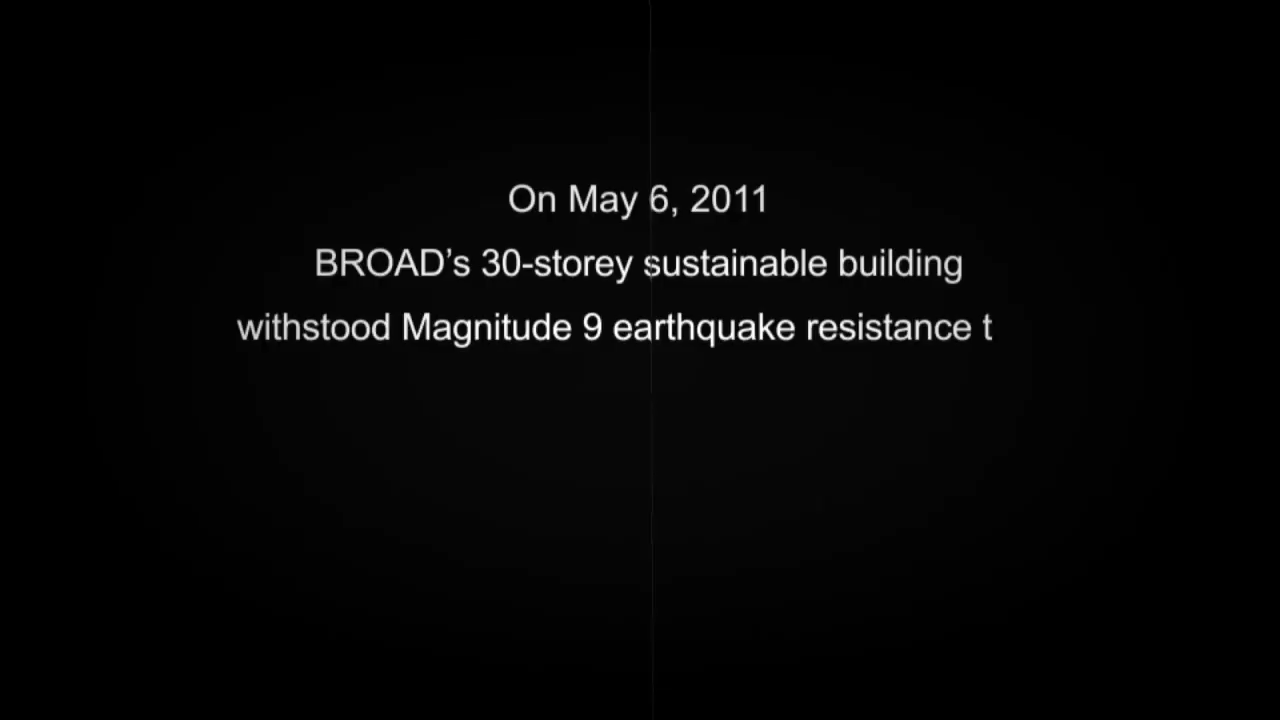 On May 6, 2011
BROAD’s 30-storey sustainable building
withstood Magnitude 9 earthquake resistance t